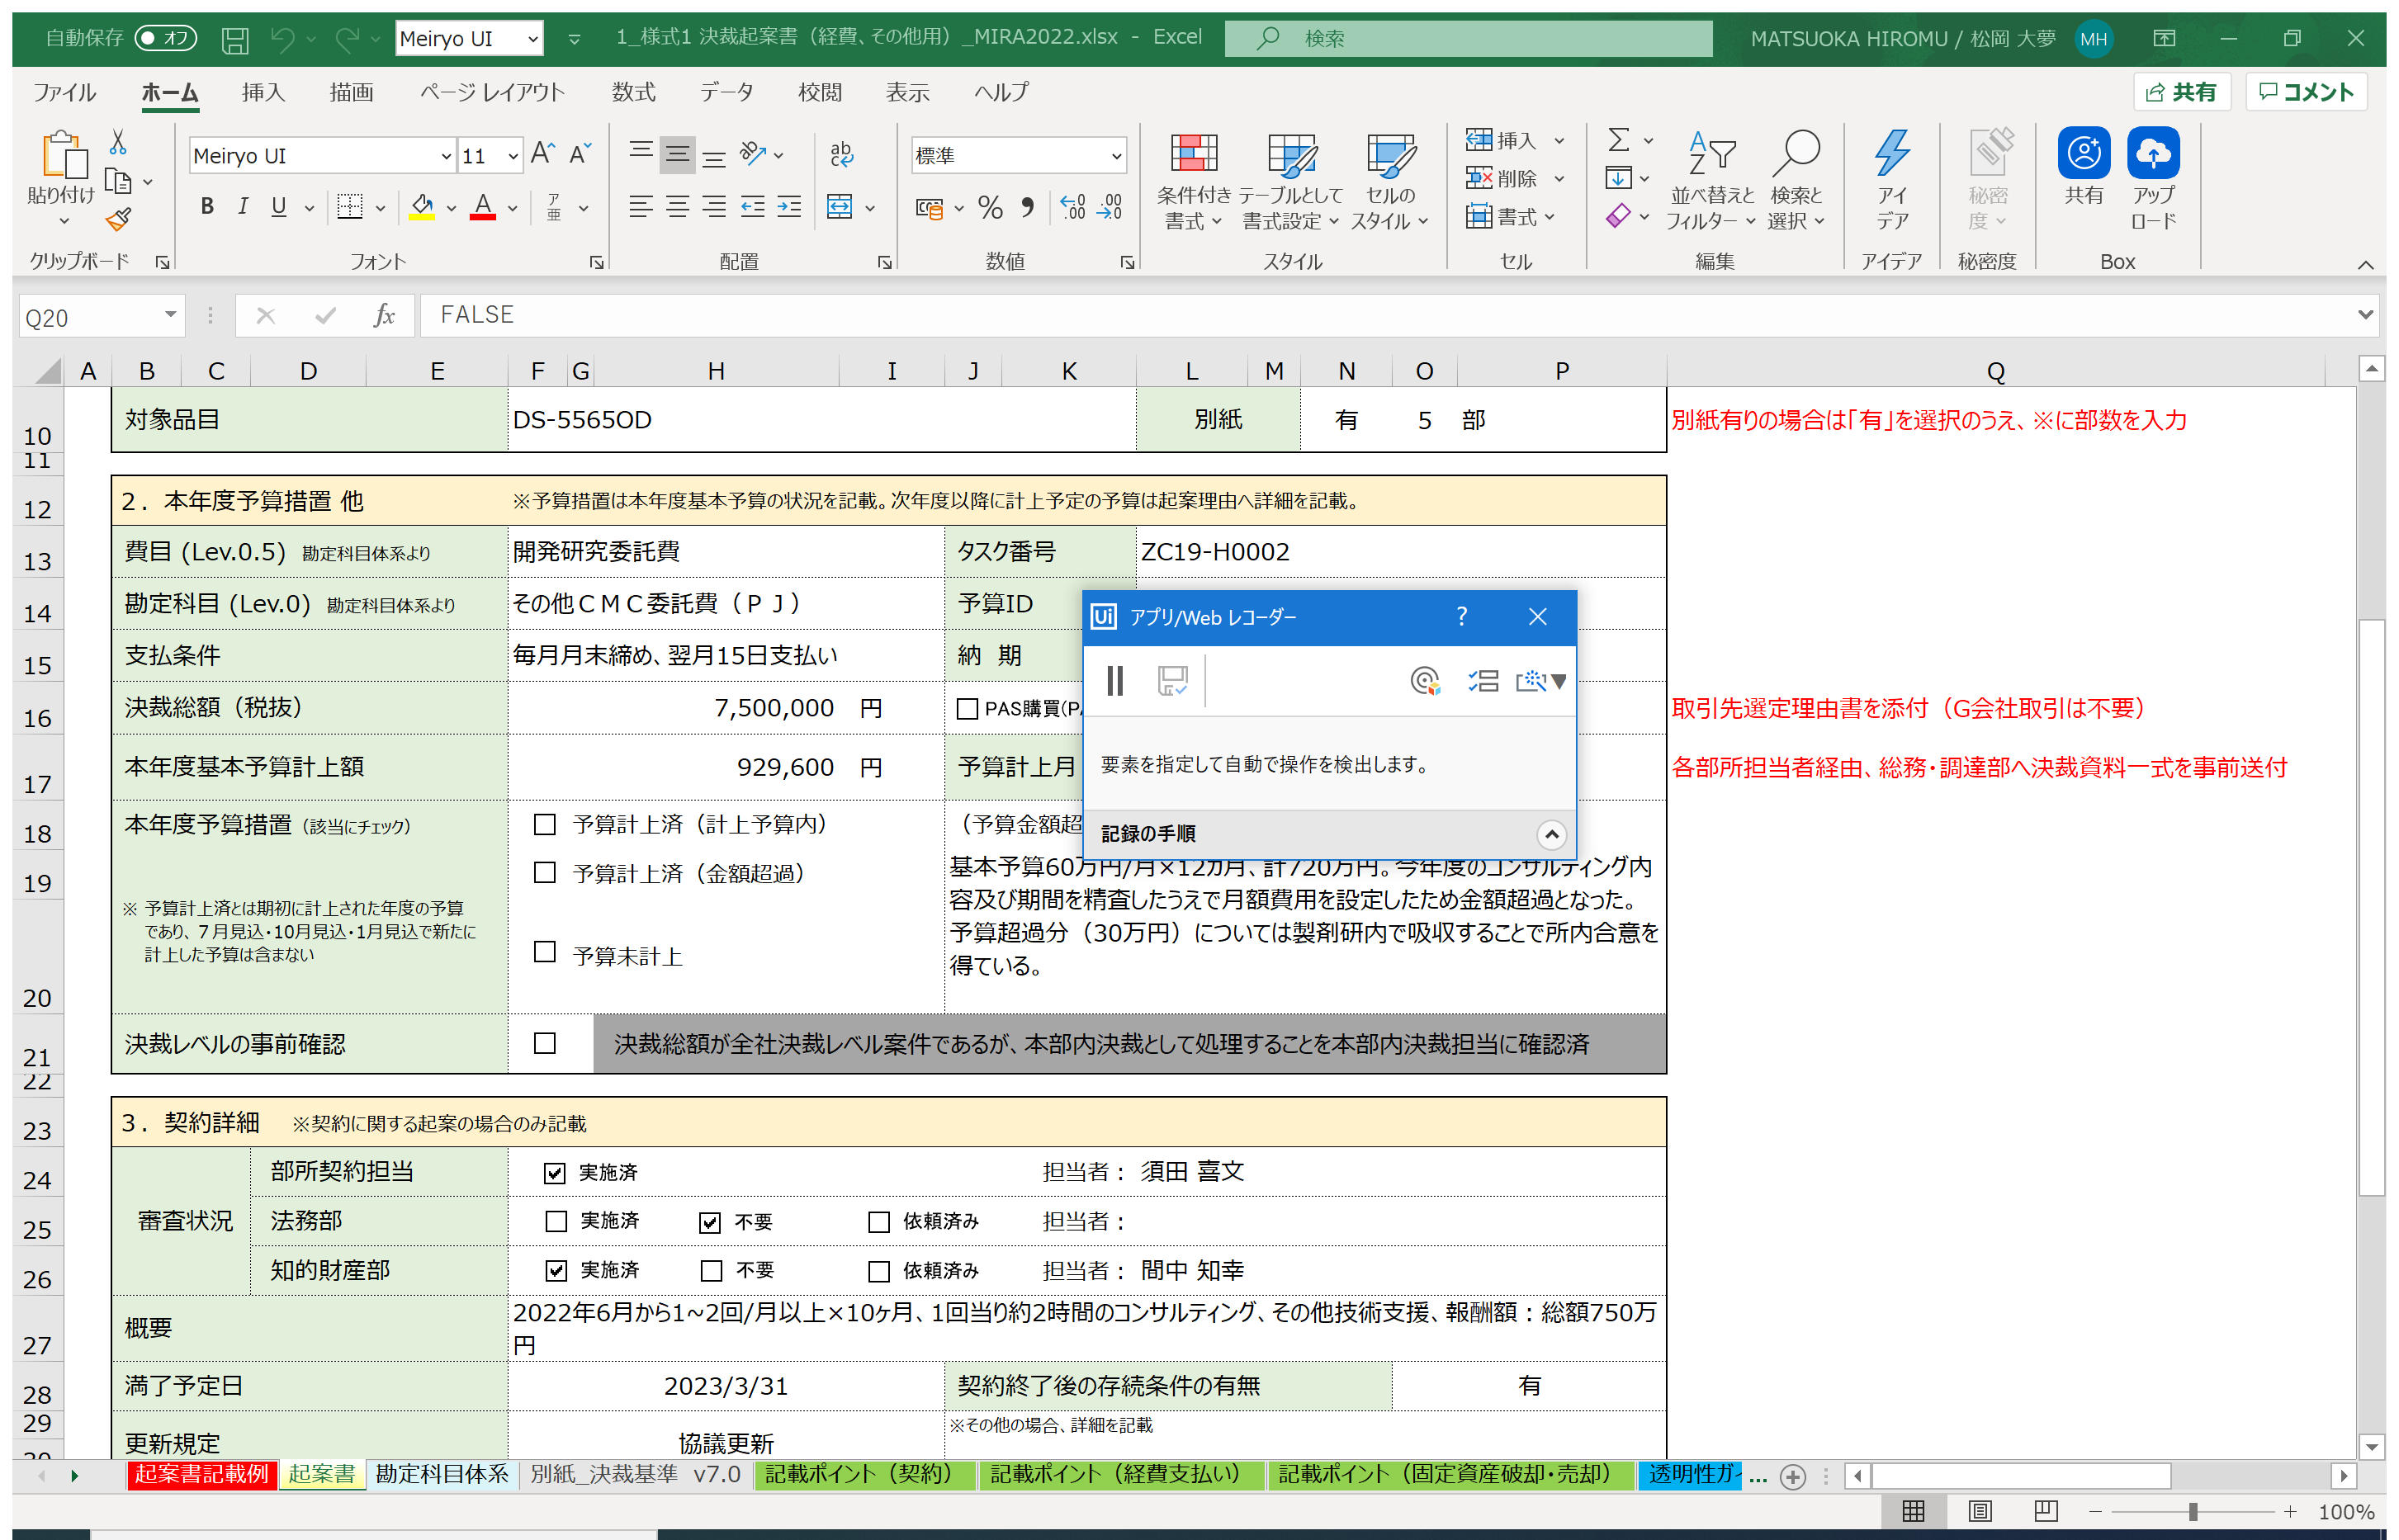 自動保存 オフ Meiryo UI 1_様式1 決裁起案書（経費、その他用）_MIRA2022.xlsx - Excel 検索 MATSUOKA HIROMU / 松岡 大夢 MH
ファイル ホーム 挿入 描画 ページ レイアウト 数式 データ 校閲 表示 ヘルプ 共有 コメント
貼り付け
クリップボード
Meiryo UI 11
B I U ア亜
フォント
ab c
配置
標準
% .00 .00
数値
条件付き書式
テーブルとして書式設定
セルのスタイル
スタイル
挿入
削除
書式
セル
並べ替えとフィルター
検索と選択
編集
アイデア
アイデア
秘密度
秘密度
共有
アップロード
Box
Q20 fx FALSE
A B C D E F G H I J K L M N O P Q
10 対象品目 DS-5565OD 別紙 有 5 部 別紙有りの場合は「有」を選択のうえ、※に部数を入力
11
12 2．本年度予算措置 他 ※予算措置は本年度基本予算の状況を記載。次年度以降に計上予定の予算は起案理由へ詳細を記載。
13 費目 (Lev.0.5) 勘定科目体系より 開発研究委託費 タスク番号 ZC19-H0002
14 勘定科目 (Lev.0) 勘定科目体系より その他ＣＭＣ委託費（ＰＪ） 予算ID
15 支払条件 毎月月末締め、翌月15日支払い 納 期
16 決裁総額（税抜） 7,500,000 円 PAS購買(PA 取引先選定理由書を添付（G会社取引は不要）
17 本年度基本予算計上額 929,600 円 予算計上月 各部所担当者経由、総務・調達部へ決裁資料一式を事前送付
18 本年度予算措置（該当にチェック） 予算計上済（計上予算内） （予算金額超
19 予算計上済（金額超過） 基本予算60万円/月×12カ月、計720万円。今年度のコンサルティング内
容及び期間を精査したうえで月額費用を設定したため金額超過となった。
予算超過分（30万円）については製剤研内で吸収することで所内合意を
得ている。
※ 予算計上済とは期初に計上された年度の予算
であり、７月見込・10月見込・1月見込で新たに
計上した予算は含まない
20 予算未計上
21 決裁レベルの事前確認 決裁総額が全社決裁レベル案件であるが、本部内決裁として処理することを本部内決裁担当に確認済
22
23 3．契約詳細 ※契約に関する起案の場合のみ記載
24 部所契約担当 実施済 担当者： 須田 喜文
25 審査状況 法務部 実施済 不要 依頼済み 担当者：
26 知的財産部 実施済 不要 依頼済み 担当者： 間中 知幸
27 概要 2022年6月から1~2回/月以上×10ヶ月、1回当り約2時間のコンサルティング、その他技術支援、報酬額：総額750万
円
28 満了予定日 2023/3/31 契約終了後の存続条件の有無 有
29 ※その他の場合、詳細を記載
更新規定 協議更新
Ui アプリ/Web レコーダー ?
要素を指定して自動で操作を検出します。
記録の手順
起案書記載例 起案書 勘定科目体系 別紙_決裁基準 v7.0 記載ポイント（契約） 記載ポイント（経費支払い） 記載ポイント（固定資産破却・売却） 透明性ガイ ...
100%